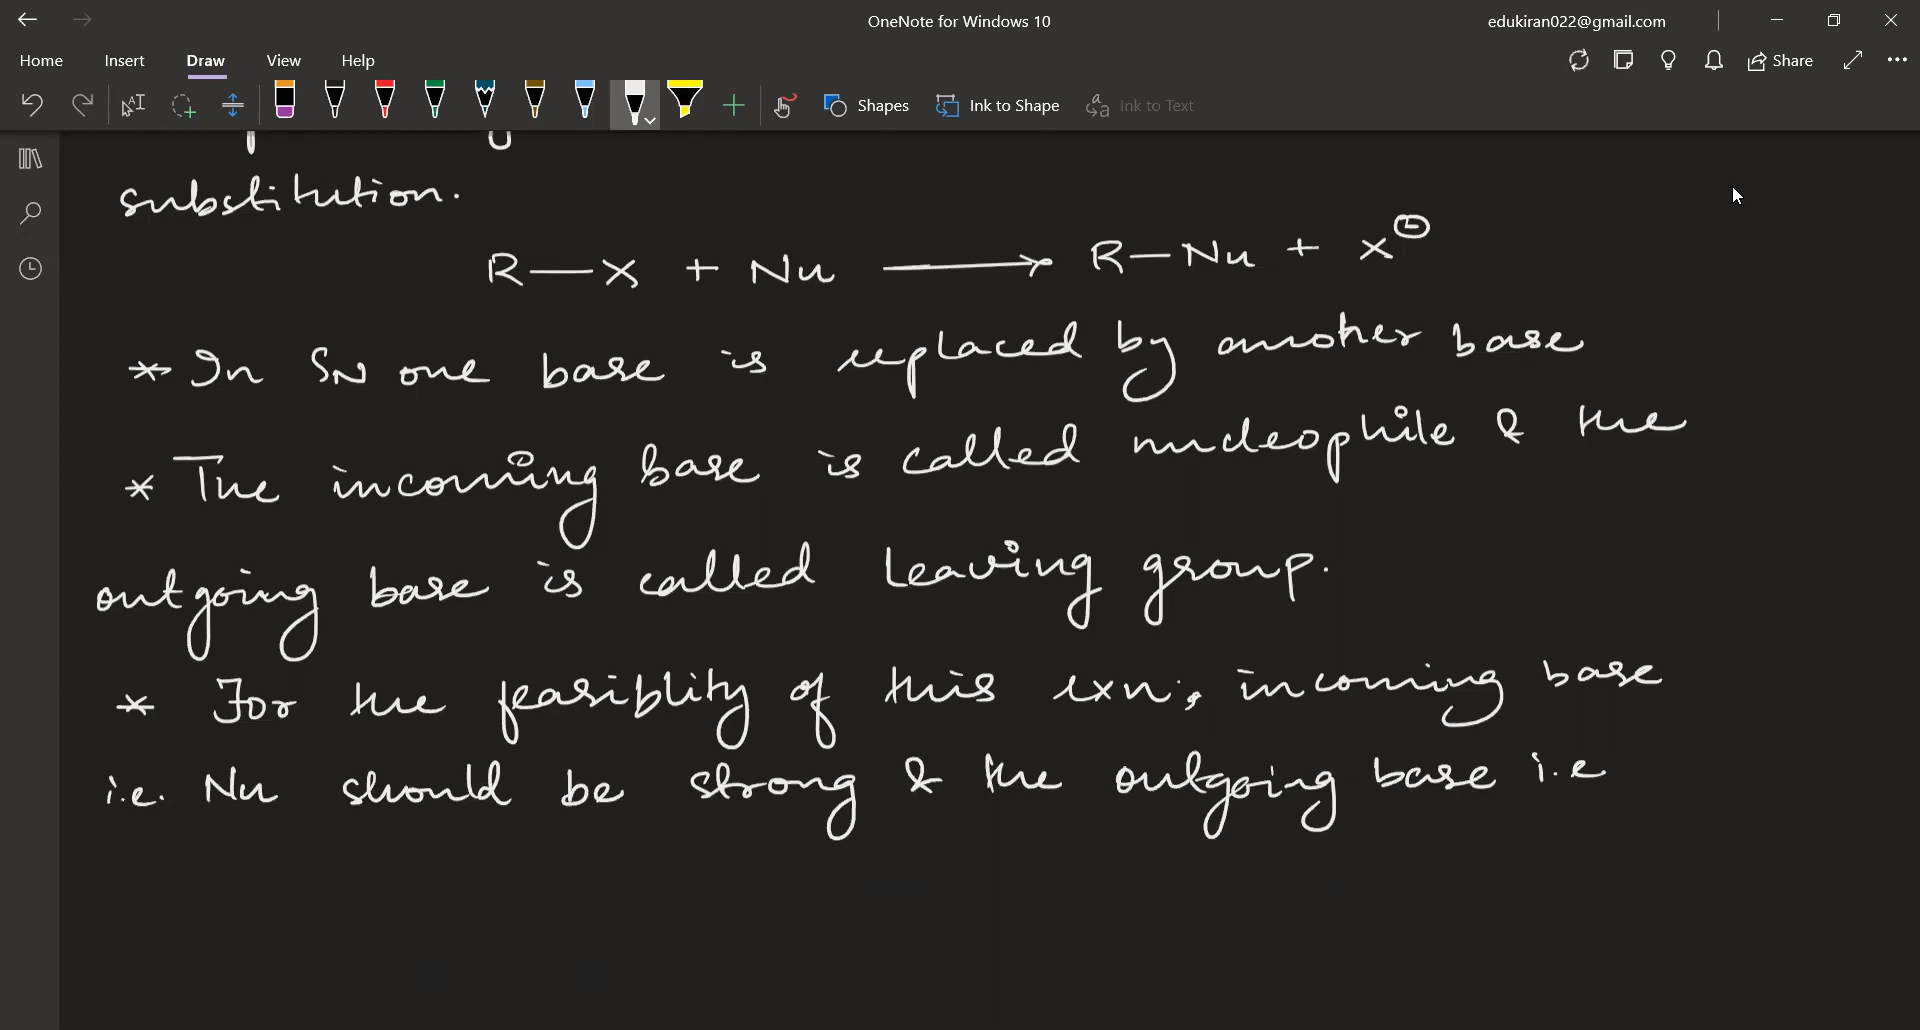 OneNote for Windows 10
edukiran022@gmail.com
Home Insert Draw View Help
Share
Shapes Ink to Shape Ink to Text
substitution.
R—X + Nu ⟶ R—Nu + X⊖
* In SN one base is replaced by another base
* The incoming base is called nucleophile & the
outgoing base is called leaving group.
* For the feasiblity of this rxn, incoming base
i.e. Nu should be strong & the outgoing base i.e